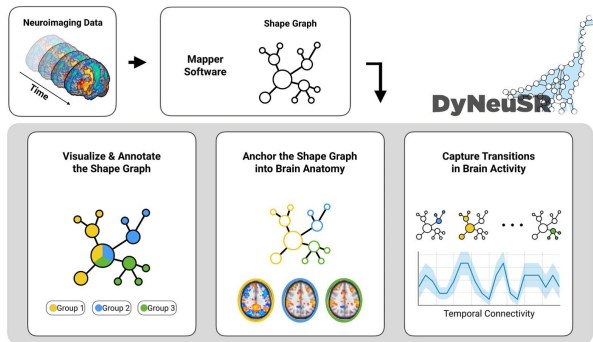 Neuroimaging Data
Time
Mapper
Software
Shape Graph
DyNeuSR
Visualize & Annotate
the Shape Graph
Group 1
Group 2
Group 3
Anchor the Shape Graph
into Brain Anatomy
Capture Transitions
in Brain Activity
Temporal Connectivity